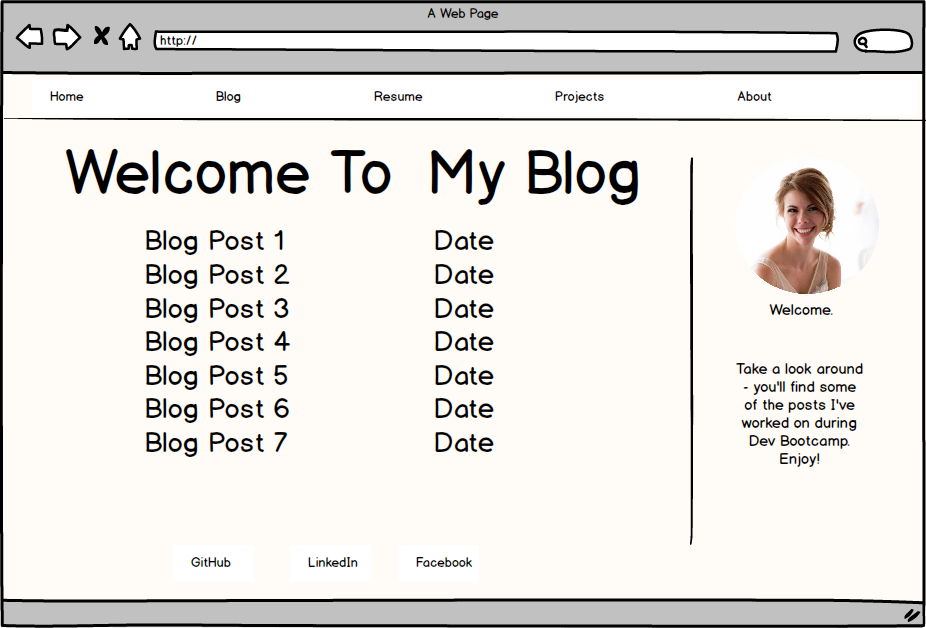 A Web Page
http://
Home Blog Resume Projects About
Welcome To My Blog
Blog Post 1 Date
Blog Post 2 Date
Blog Post 3 Date
Blog Post 4 Date
Blog Post 5 Date
Blog Post 6 Date
Blog Post 7 Date
Welcome.
Take a look around
- you'll find some
of the posts I've
worked on during
Dev Bootcamp.
Enjoy!
GitHub LinkedIn Facebook